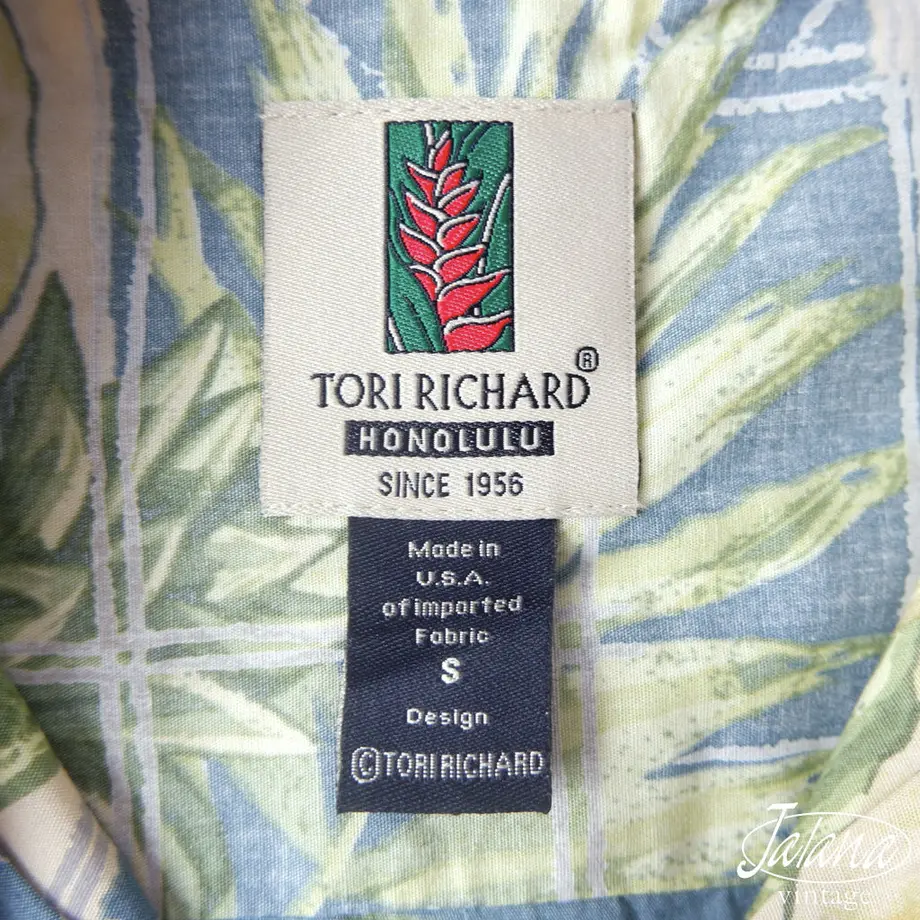 TORI RICHARD®
HONOLULU
SINCE 1956
Made in
U.S.A.
of imported
Fabric
S
Design
©TORI RICHARD
Jalana
vintage